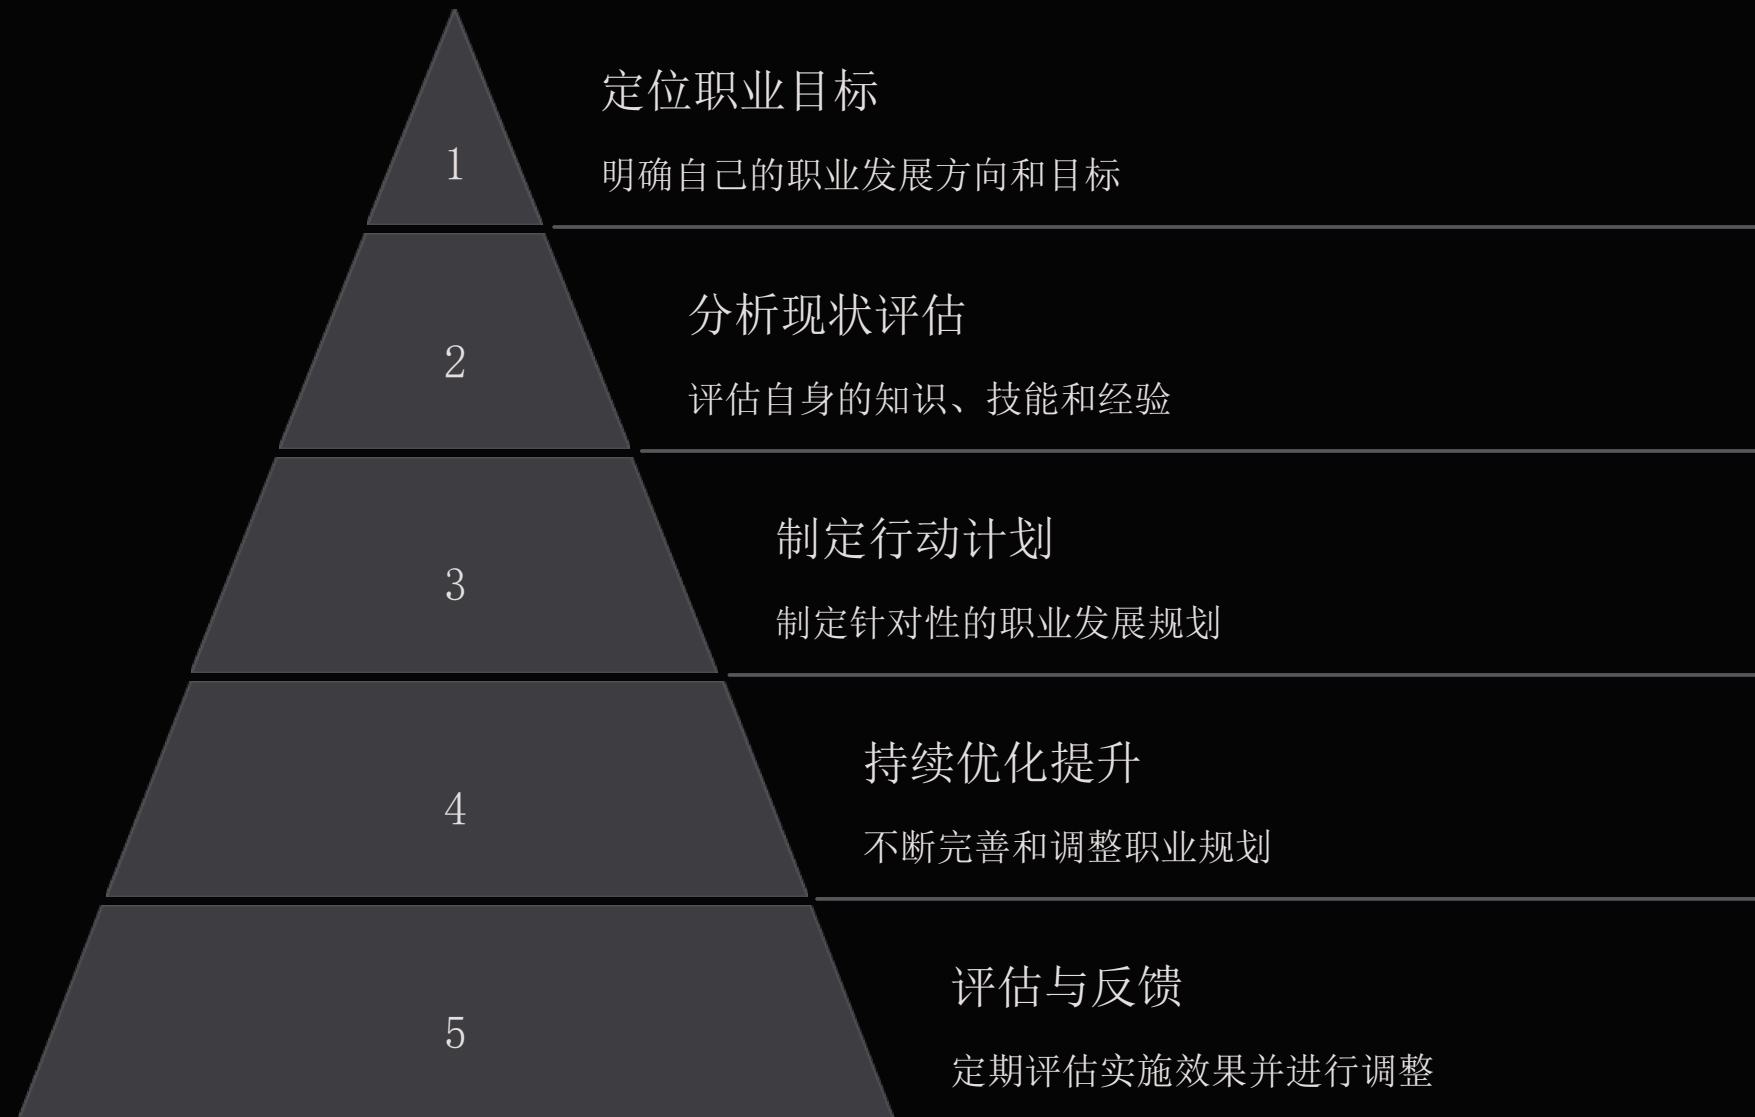 1
定位职业目标
明确自己的职业发展方向和目标
2
分析现状评估
评估自身的知识、技能和经验
3
制定行动计划
制定针对性的职业发展规划
4
持续优化提升
不断完善和调整职业规划
5
评估与反馈
定期评估实施效果并进行调整